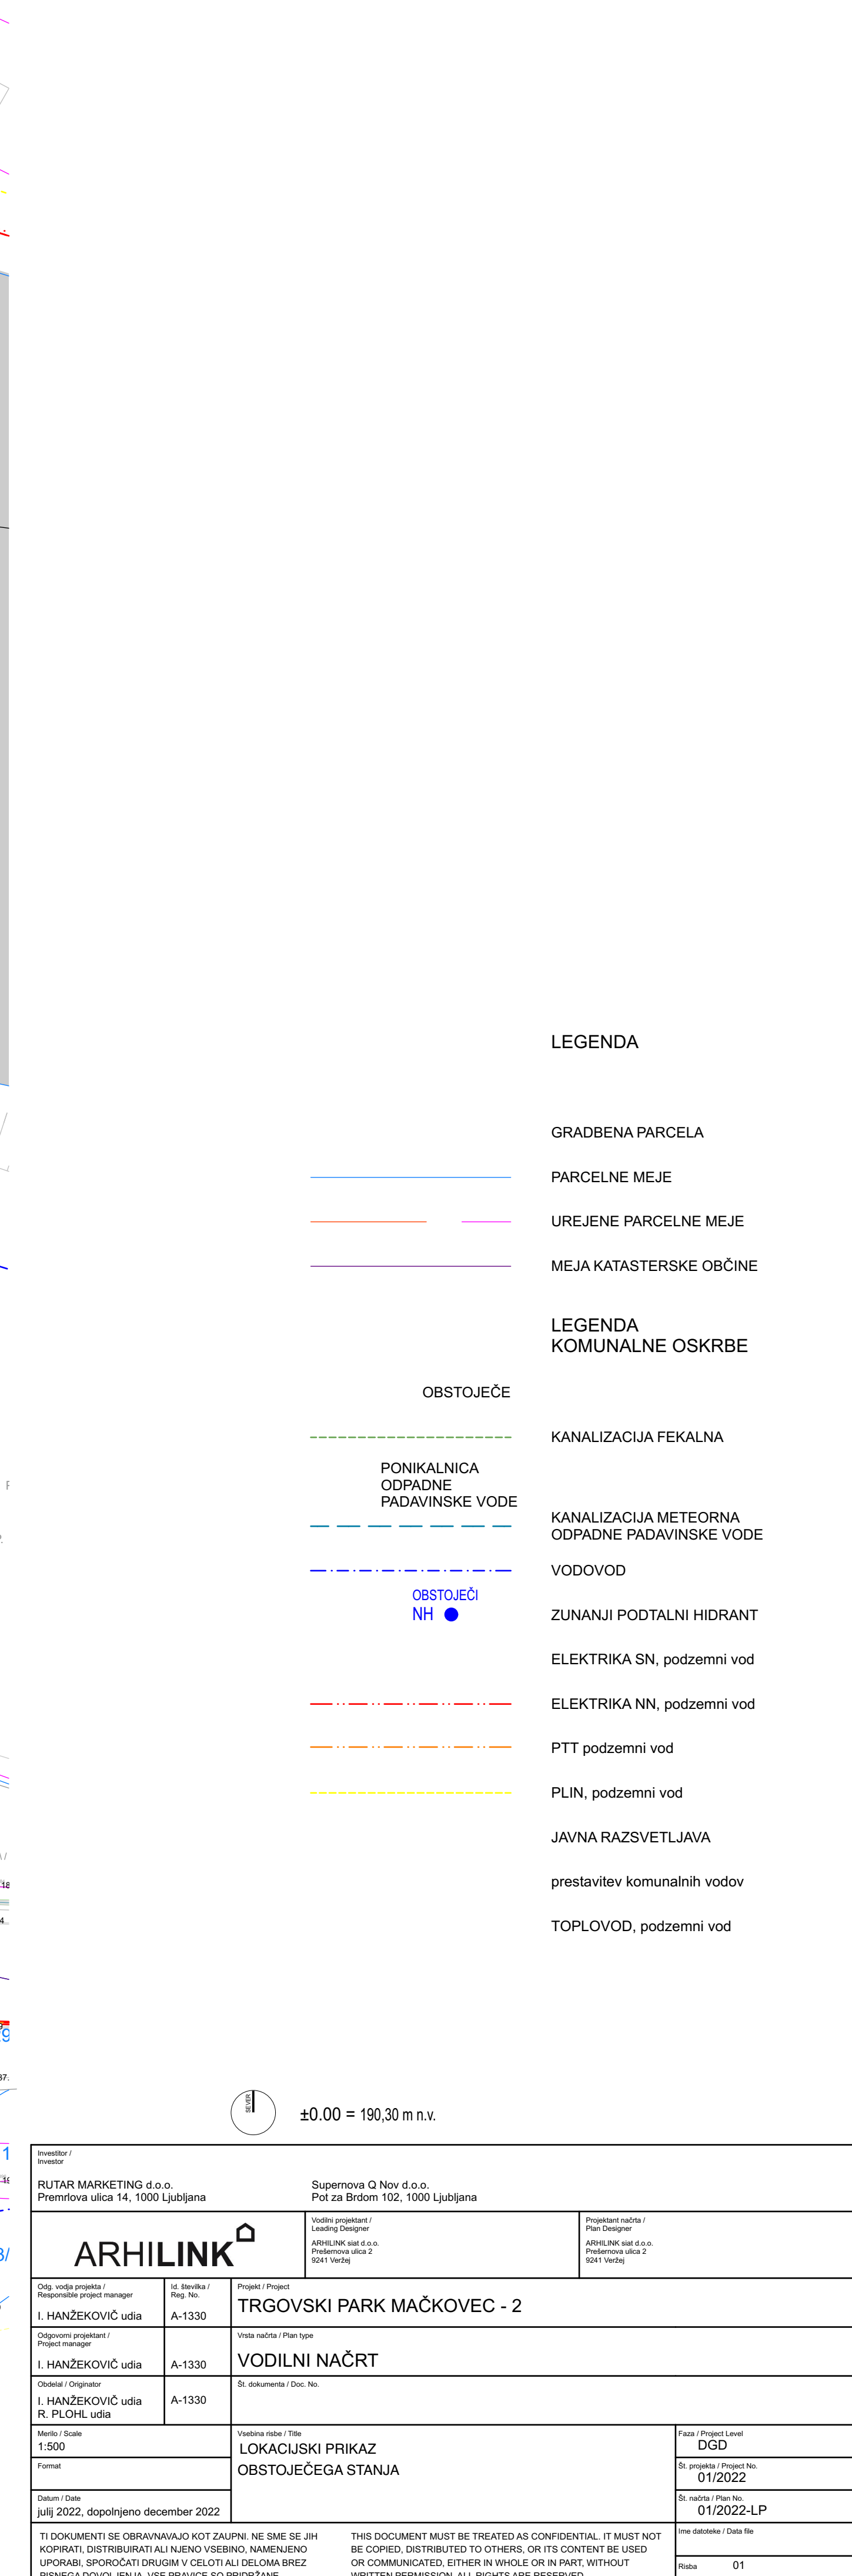 LEGENDA
GRADBENA PARCELA
PARCELNE MEJE
UREJENE PARCELNE MEJE
MEJA KATASTERSKE OBČINE
LEGENDA
KOMUNALNE OSKRBE
OBSTOJEČE
KANALIZACIJA FEKALNA
PONIKALNICA
ODPADNE
PADAVINSKE VODE
KANALIZACIJA METEORNA
ODPADNE PADAVINSKE VODE
VODOVOD
OBSTOJEČI
NH
ZUNANJI PODTALNI HIDRANT
ELEKTRIKA SN, podzemni vod
ELEKTRIKA NN, podzemni vod
PTT podzemni vod
PLIN, podzemni vod
JAVNA RAZSVETLJAVA
prestavitev komunalnih vodov
TOPLOVOD, podzemni vod
SEVER
±0.00 = 190,30 m n.v.
Investitor /
Investor
RUTAR MARKETING d.o.o.
Premrlova ulica 14, 1000 Ljubljana
Supernova Q Nov d.o.o.
Pot za Brdom 102, 1000 Ljubljana
ARHILINK
Vodilni projektant /
Leading Designer
ARHILINK siat d.o.o.
Prešernova ulica 2
9241 Veržej
Projektant načrta /
Plan Designer
ARHILINK siat d.o.o.
Prešernova ulica 2
9241 Veržej
Odg. vodja projekta /
Responsible project manager
I. HANŽEKOVIČ udia
Id. številka /
Reg. No.
A-1330
Projekt / Project
TRGOVSKI PARK MAČKOVEC - 2
Odgovorni projektant /
Project manager
I. HANŽEKOVIČ udia
A-1330
Vrsta načrta / Plan type
VODILNI NAČRT
Obdelal / Originator
I. HANŽEKOVIČ udia
R. PLOHL udia
A-1330
Št. dokumenta / Doc. No.
Merilo / Scale
1:500
Format
Datum / Date
julij 2022, dopolnjeno december 2022
Vsebina risbe / Title
LOKACIJSKI PRIKAZ
OBSTOJEČEGA STANJA
Faza / Project Level
DGD
Št. projekta / Project No.
01/2022
Št. načrta / Plan No.
01/2022-LP
Ime datoteke / Data file
Risba 01
TI DOKUMENTI SE OBRAVNAVAJO KOT ZAUPNI. NE SME SE JIH
KOPIRATI, DISTRIBUIRATI ALI NJENO VSEBINO, NAMENJENO
UPORABI, SPOROČATI DRUGIM V CELOTI ALI DELOMA BREZ
PISNEGA DOVOLJENJA. VSE PRAVICE SO PRIDRŽANE
THIS DOCUMENT MUST BE TREATED AS CONFIDENTIAL. IT MUST NOT
BE COPIED, DISTRIBUTED TO OTHERS, OR ITS CONTENT BE USED
OR COMMUNICATED, EITHER IN WHOLE OR IN PART, WITHOUT
WRITTEN PERMISSION. ALL RIGHTS ARE RESERVED